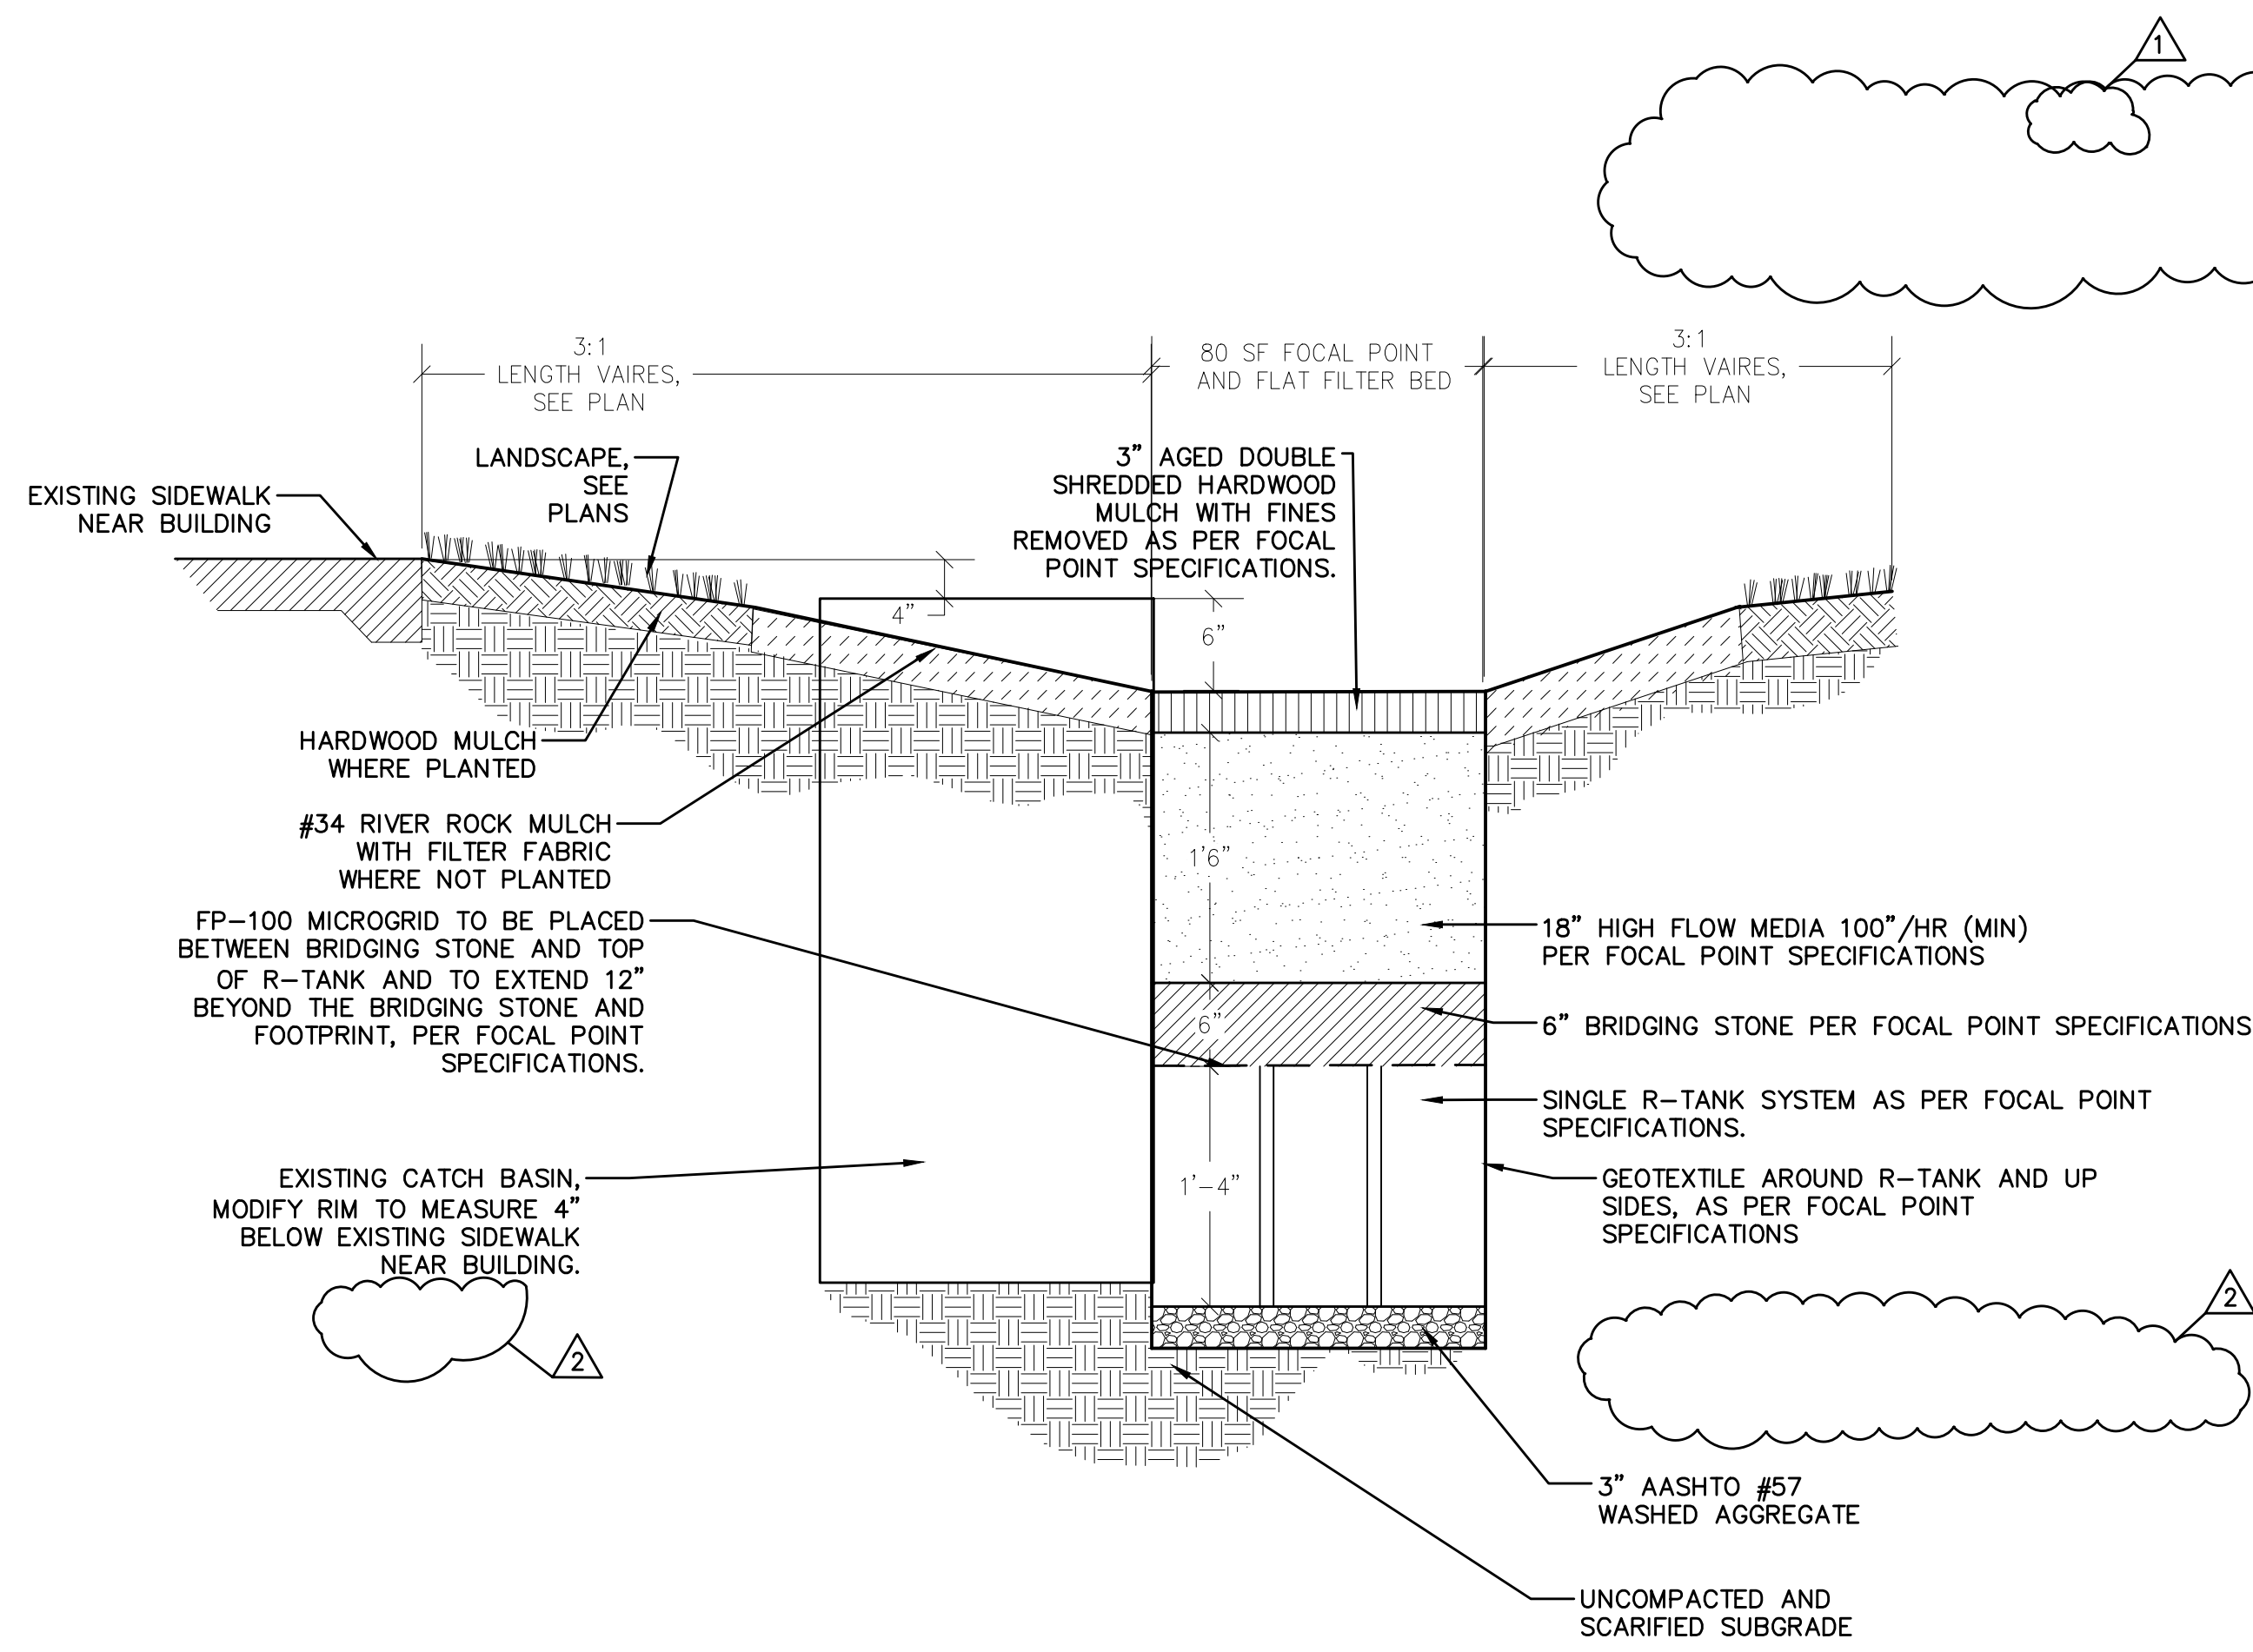 1
3:1
LENGTH VAIRES,
SEE PLAN
80 SF FOCAL POINT
AND FLAT FILTER BED
3:1
LENGTH VAIRES,
SEE PLAN
EXISTING SIDEWALK
NEAR BUILDING
LANDSCAPE,
SEE
PLANS
3" AGED DOUBLE
SHREDDED HARDWOOD
MULCH WITH FINES
REMOVED AS PER FOCAL
POINT SPECIFICATIONS.
4"
6"
HARDWOOD MULCH
WHERE PLANTED
#34 RIVER ROCK MULCH
WITH FILTER FABRIC
WHERE NOT PLANTED
1'6"
FP-100 MICROGRID TO BE PLACED
BETWEEN BRIDGING STONE AND TOP
OF R-TANK AND TO EXTEND 12"
BEYOND THE BRIDGING STONE AND
FOOTPRINT, PER FOCAL POINT
SPECIFICATIONS.
18" HIGH FLOW MEDIA 100"/HR (MIN)
PER FOCAL POINT SPECIFICATIONS
6"
6" BRIDGING STONE PER FOCAL POINT SPECIFICATIONS
SINGLE R-TANK SYSTEM AS PER FOCAL POINT
SPECIFICATIONS.
1'-4"
EXISTING CATCH BASIN,
MODIFY RIM TO MEASURE 4"
BELOW EXISTING SIDEWALK
NEAR BUILDING.
GEOTEXTILE AROUND R-TANK AND UP
SIDES, AS PER FOCAL POINT
SPECIFICATIONS
2
2
3" AASHTO #57
WASHED AGGREGATE
UNCOMPACTED AND
SCARIFIED SUBGRADE